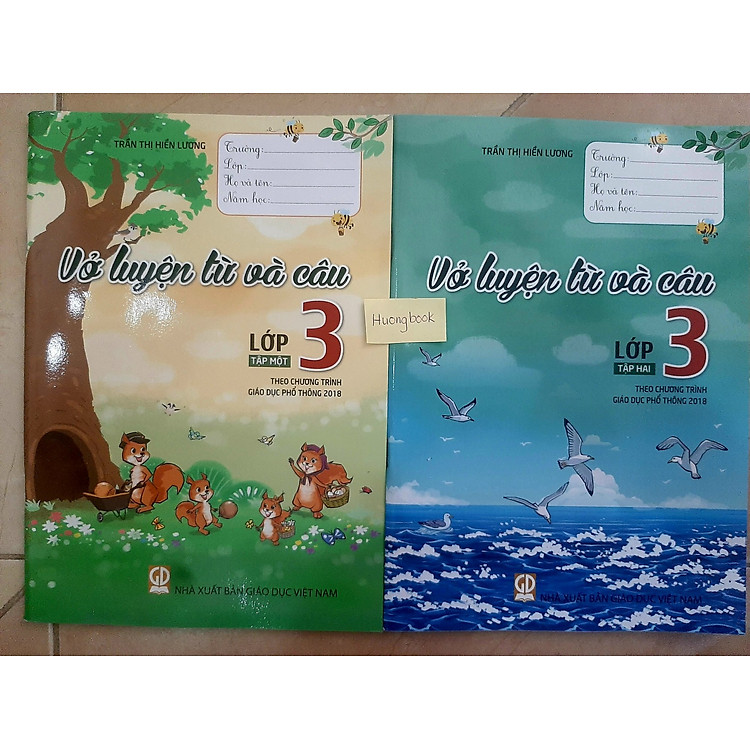 TRẦN THỊ HIỀN LƯƠNG
Trường:
Lớp:
Họ và tên:
Năm học:
Vở luyện từ và câu
LỚP 3
TẬP MỘT
THEO CHƯƠNG TRÌNH
GIÁO DỤC PHỔ THÔNG 2018
GD
NHÀ XUẤT BẢN GIÁO DỤC VIỆT NAM
Huongbook
TRẦN THỊ HIỀN LƯƠNG
Trường:
Lớp:
Họ và tên:
Năm học:
Vở luyện từ và câu
LỚP 3
TẬP HAI
THEO CHƯƠNG TRÌNH
GIÁO DỤC PHỔ THÔNG 2018
GD
NHÀ XUẤT BẢN GIÁO DỤC VIỆT NAM